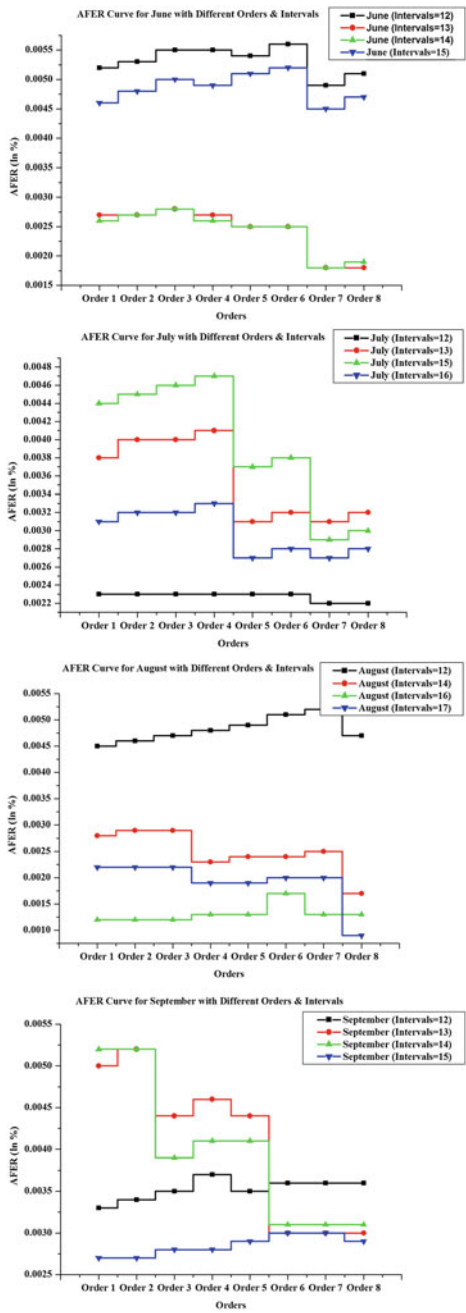 AFER Curve for June with Different Orders & Intervals
June (Intervals=12)
June (Intervals=13)
June (Intervals=14)
June (Intervals=15)
AFER (In %)
0.0055
0.0050
0.0045
0.0040
0.0035
0.0030
0.0025
0.0020
0.0015
Order 1 Order 2 Order 3 Order 4 Order 5 Order 6 Order 7 Order 8
Orders
AFER Curve for July with Different Orders & Intervals
July (Intervals=12)
July (Intervals=13)
July (Intervals=15)
July (Intervals=16)
AFER (In %)
0.0048
0.0046
0.0044
0.0042
0.0040
0.0038
0.0036
0.0034
0.0032
0.0030
0.0028
0.0026
0.0024
0.0022
Order 1 Order 2 Order 3 Order 4 Order 5 Order 6 Order 7 Order 8
Orders
AFER Curve for August with Different Orders & Intervals
August (Intervals=12)
August (Intervals=14)
August (Intervals=16)
August (Intervals=17)
AFER (In %)
0.0055
0.0050
0.0045
0.0040
0.0035
0.0030
0.0025
0.0020
0.0015
0.0010
Order 1 Order 2 Order 3 Order 4 Order 5 Order 6 Order 7 Order 8
Orders
AFER Curve for September with Different Orders & Intervals
September (Intervals=12)
September (Intervals=13)
September (Intervals=14)
September (Intervals=15)
AFER (In %)
0.0055
0.0050
0.0045
0.0040
0.0035
0.0030
0.0025
Order 1 Order 2 Order 3 Order 4 Order 5 Order 6 Order 7 Order 8
Orders